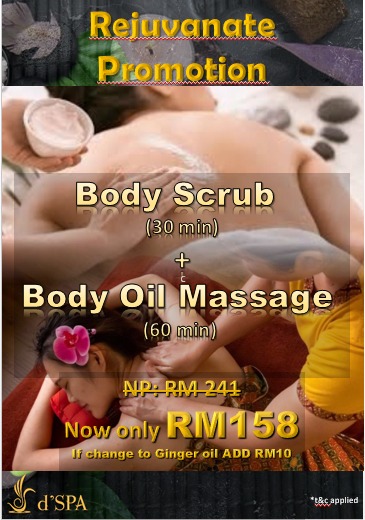 Rejuvanate
Promotion
Body Scrub
(30 min)
+
c
Body Oil Massage
(60 min)
NP: RM 241
Now only RM158
If change to Ginger oil ADD RM10
d'SPA
*t&c applied